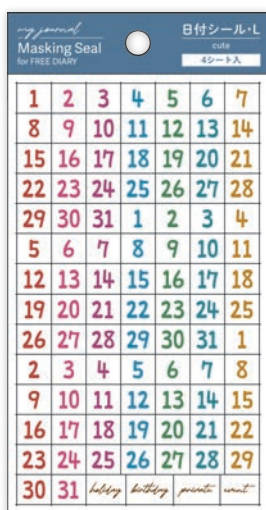 my journal
Masking Seal
for FREE DIARY
日付シール・L
cute
4シート入
1 2 3 4 5 6 7
8 9 10 11 12 13 14
15 16 17 18 19 20 21
22 23 24 25 26 27 28
29 30 31 1 2 3 4
5 6 7 8 9 10 11
12 13 14 15 16 17 18
19 20 21 22 23 24 25
26 27 28 29 30 31 1
2 3 4 5 6 7 8
9 10 11 12 13 14 15
16 17 18 19 20 21 22
23 24 25 26 27 28 29
30 31 holiday birthday private event